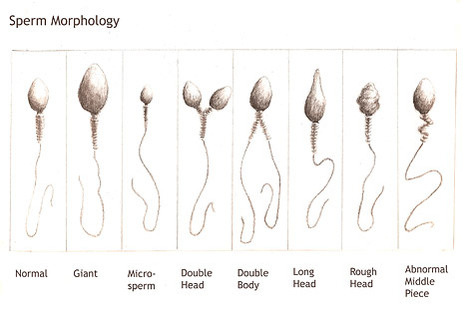 Sperm Morphology
Normal
Giant
Micro-
sperm
Double
Head
Double
Body
Long
Head
Rough
Head
Abnormal
Middle
Piece